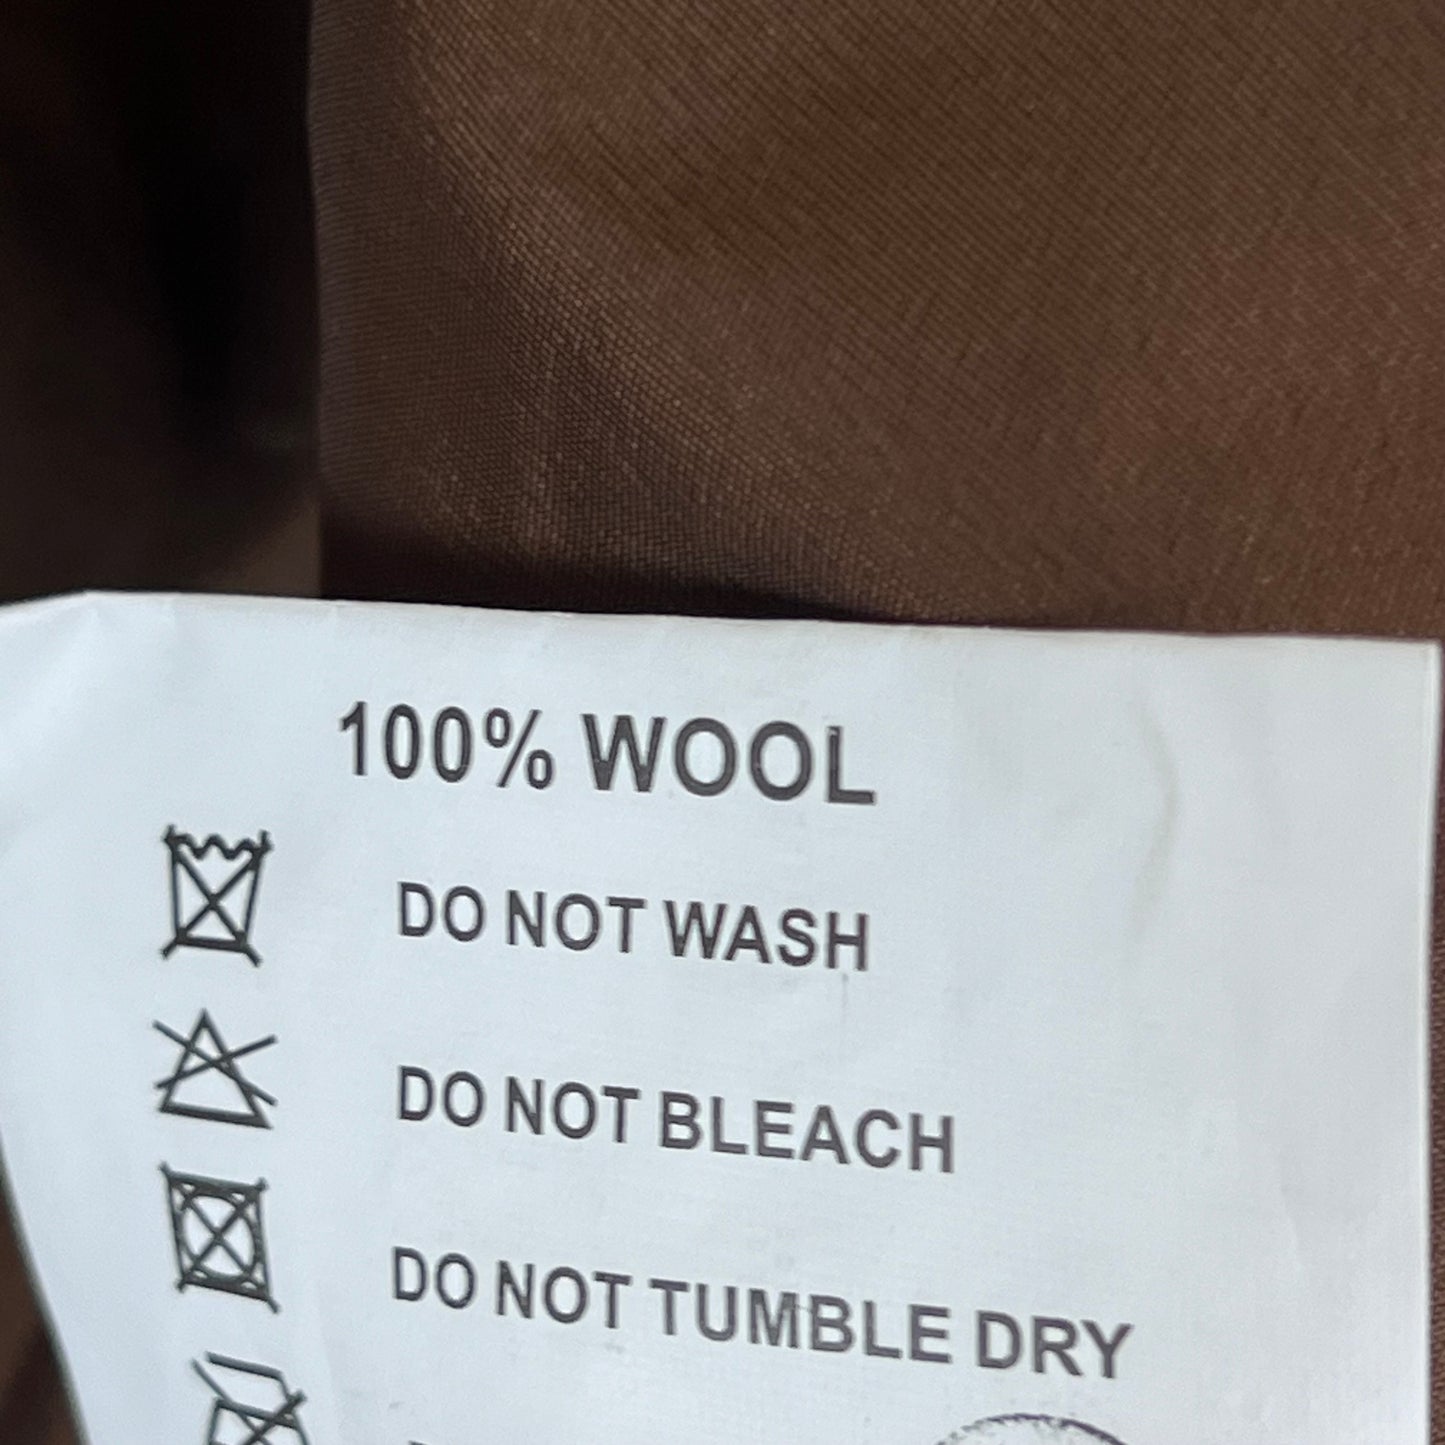 100% WOOL
DO NOT WASH
DO NOT BLEACH
DO NOT TUMBLE DRY